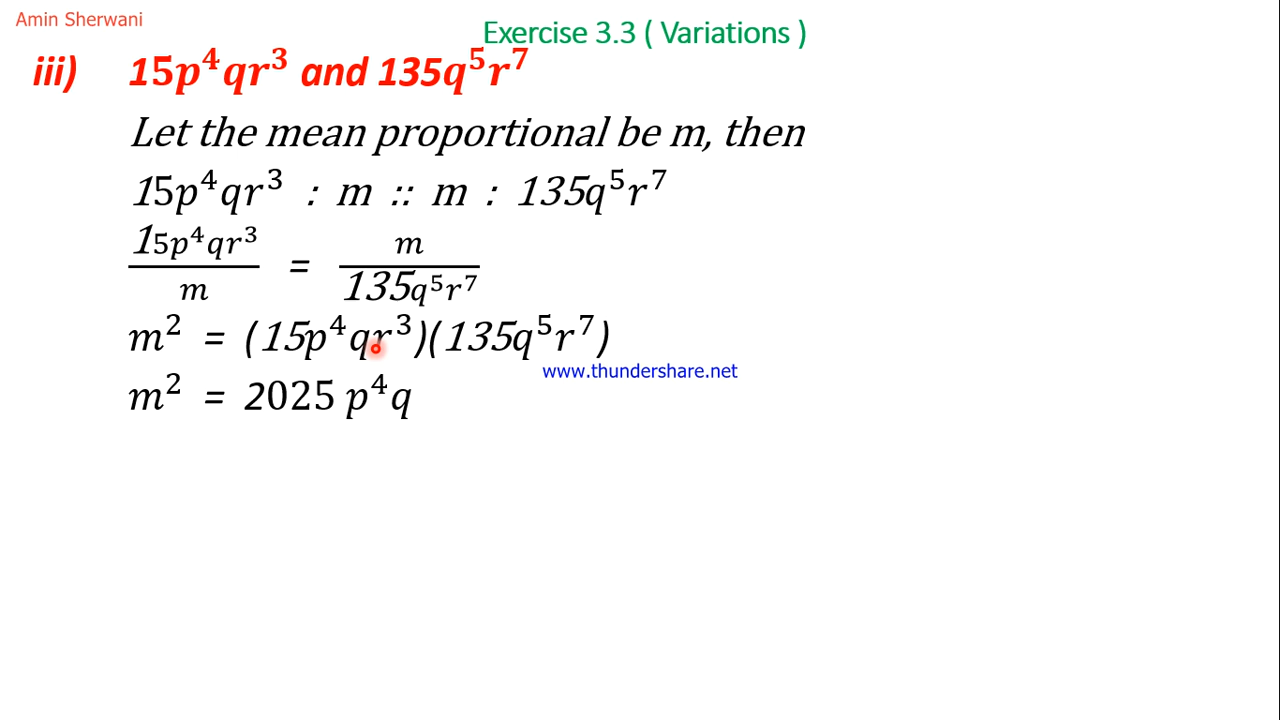 Amin Sherwani
Exercise 3.3 ( Variations )
iii) 15p⁴qr³ and 135q⁵r⁷
Let the mean proportional be m, then
15p⁴qr³ : m :: m : 135q⁵r⁷
15p⁴qr³/m = m/135q⁵r⁷
m² = (15p⁴qr³)(135q⁵r⁷)
www.thundershare.net
m² = 2025 p⁴q